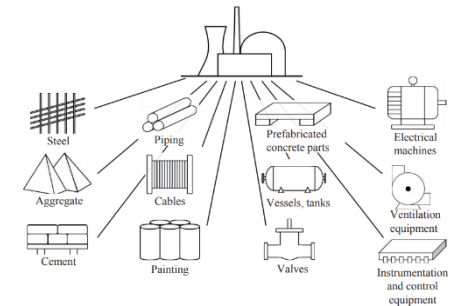 Steel
Piping
Prefabricated
concrete parts
Electrical
machines
Aggregate
Cables
Vessels, tanks
Ventilation
equipment
Cement
Painting
Valves
Instrumentation
and control
equipment